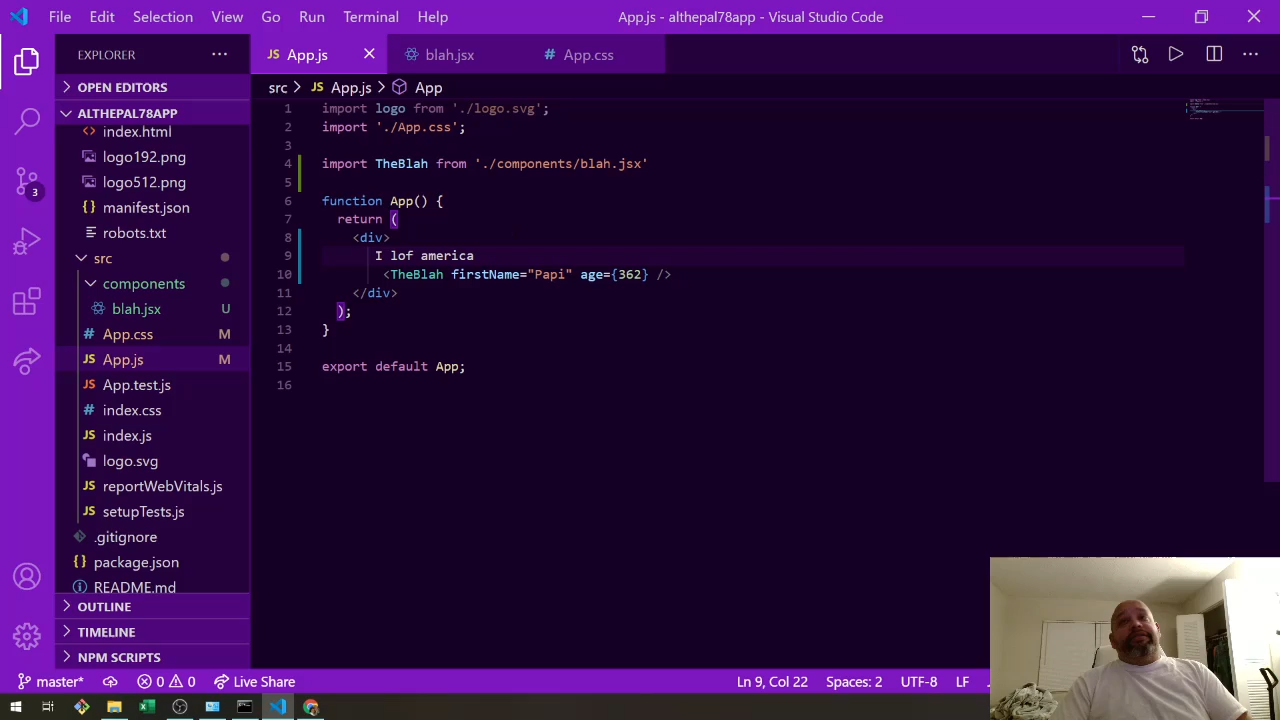 File Edit Selection View Go Run Terminal Help
App.js - althepal78app - Visual Studio Code
EXPLORER
OPEN EDITORS
ALTHEPAL78APP
index.html
logo192.png
logo512.png
{} manifest.json
robots.txt
src
components
blah.jsx U
# App.css M
JS App.js M
JS App.test.js
# index.css
JS index.js
logo.svg
JS reportWebVitals.js
JS setupTests.js
.gitignore
{} package.json
README.md
OUTLINE
TIMELINE
NPM SCRIPTS
3
JS App.js blah.jsx # App.css
src > JS App.js > App
1 import logo from './logo.svg';
2 import './App.css';
3
4 import TheBlah from './components/blah.jsx'
5
6 function App() {
7 return (
8 <div>
9 I lof america
10 <TheBlah firstName="Papi" age={362} />
11 </div>
12 );
13 }
14
15 export default App;
16
master* 0 0 Live Share
Ln 9, Col 22 Spaces: 2 UTF-8 LF